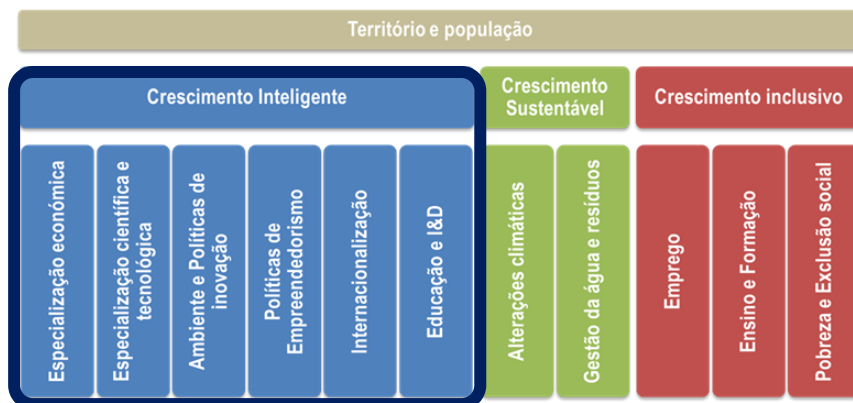 Território e população
Crescimento Inteligente
Crescimento
Sustentável
Crescimento inclusivo
Especialização económica
Especialização científica e
tecnológica
Ambiente e Políticas de
inovação
Políticas de
Empreendedorismo
Internacionalização
Educação e I&D
Alterações climáticas
Gestão da água e resíduos
Emprego
Ensino e Formação
Pobreza e Exclusão social